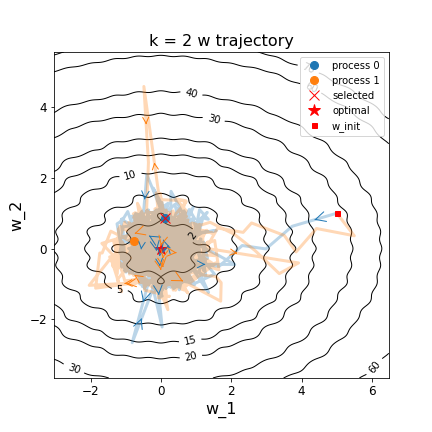 k = 2 w trajectory
process 0
process 1
selected
optimal
w_init
40
30
10
2
5
15
20
30
60
w_2
4
2
0
−2
−2
0
2
4
6
w_1